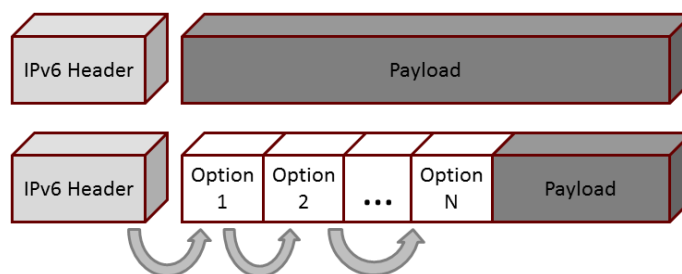 IPv6 Header
Payload
IPv6 Header
Option
1
Option
2
...
Option
N
Payload